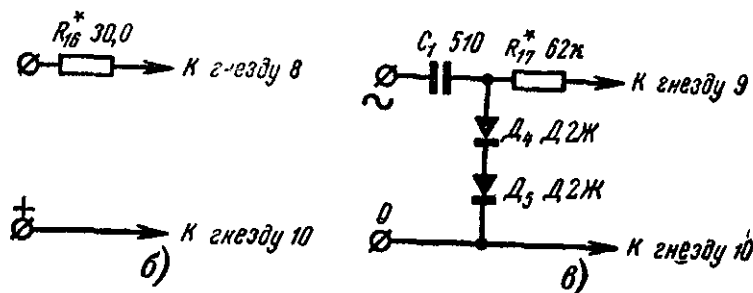 R16* 30,0
К гнезду 8
+
К гнезду 10
б)
C1 510
R17* 62к
К гнезду 9
~
Д4 Д2Ж
Д5 Д2Ж
0
К гнезду 10
в)